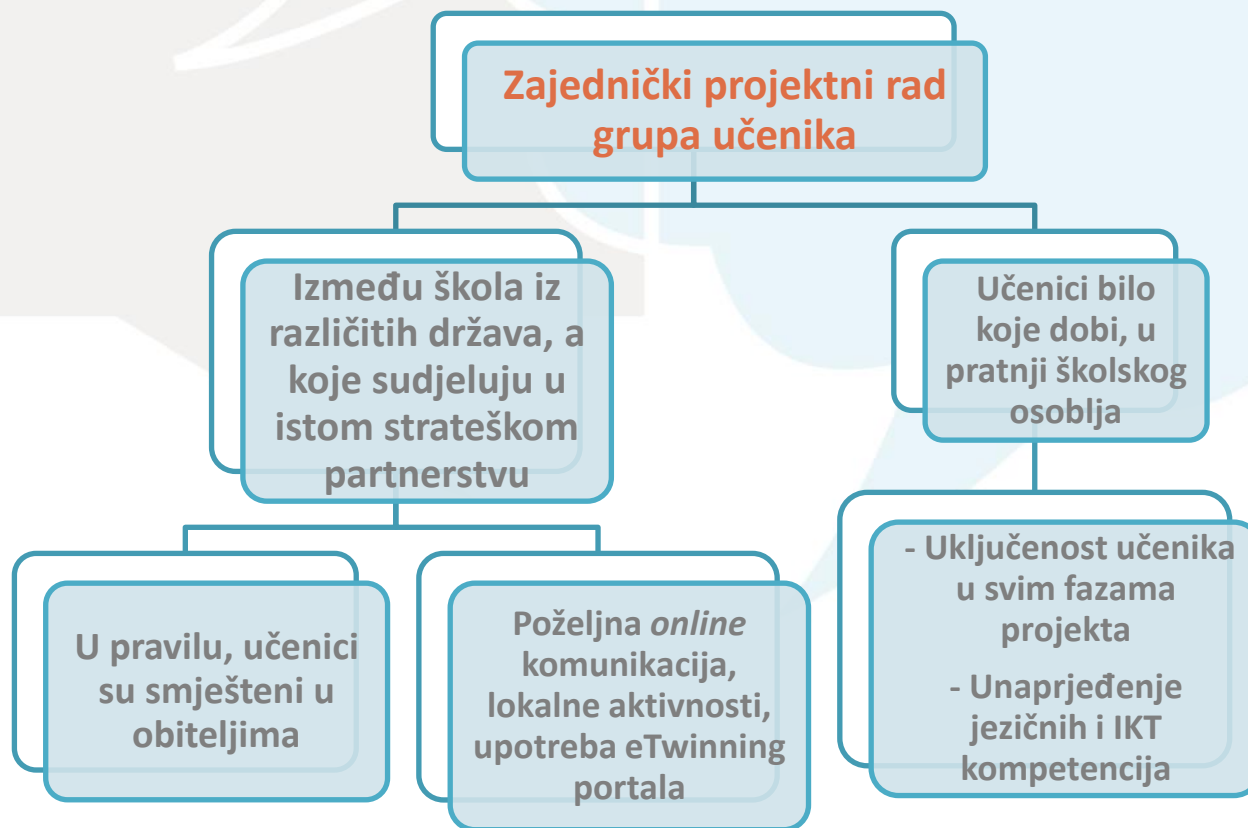 Zajednički projektni rad
grupa učenika
Između škola iz
različitih država, a
koje sudjeluju u
istom strateškom
partnerstvu
Učenici bilo
koje dobi, u
pratnji školskog
osoblja
U pravilu, učenici
su smješteni u
obiteljima
Poželjna online
komunikacija,
lokalne aktivnosti,
upotreba eTwinning
portala
- Uključenost učenika
u svim fazama
projekta
- Unaprjeđenje
jezičnih i IKT
kompetencija